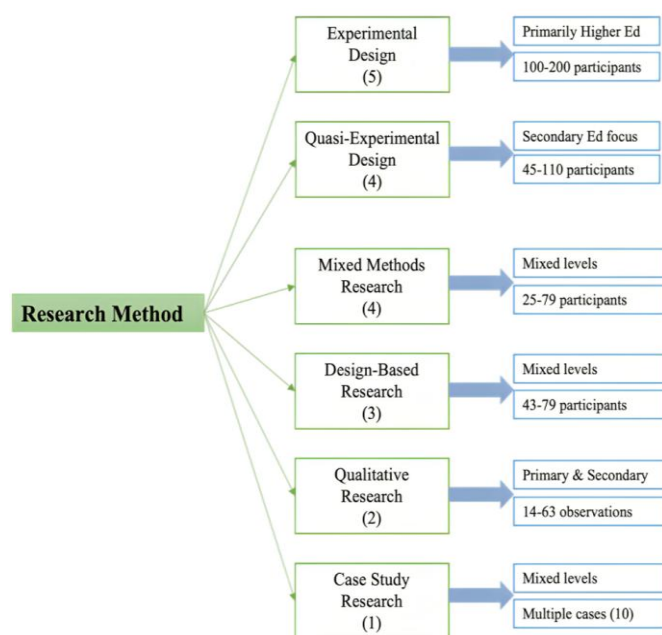 Research Method
Experimental
Design
(5)
Primarily Higher Ed
100-200 participants
Quasi-Experimental
Design
(4)
Secondary Ed focus
45-110 participants
Mixed Methods
Research
(4)
Mixed levels
25-79 participants
Design-Based
Research
(3)
Mixed levels
43-79 participants
Qualitative
Research
(2)
Primary & Secondary
14-63 observations
Case Study
Research
(1)
Mixed levels
Multiple cases (10)